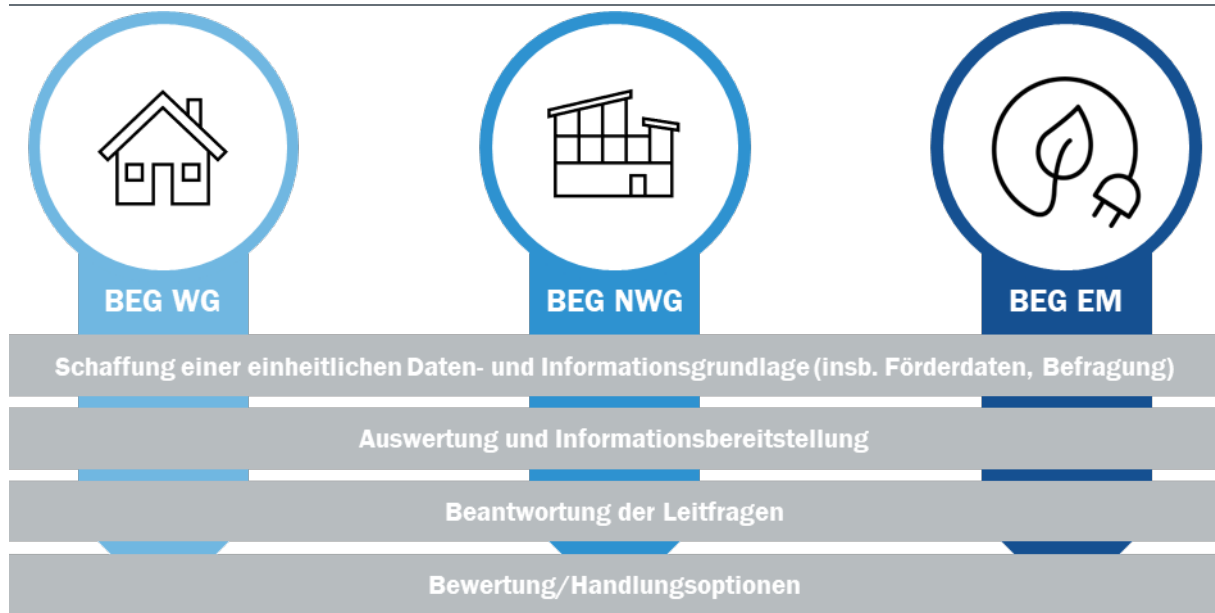 BEG WG
BEG NWG
BEG EM
Schaffung einer einheitlichen Daten- und Informationsgrundlage (insb. Förderdaten, Befragung)
Auswertung und Informationsbereitstellung
Beantwortung der Leitfragen
Bewertung/Handlungsoptionen